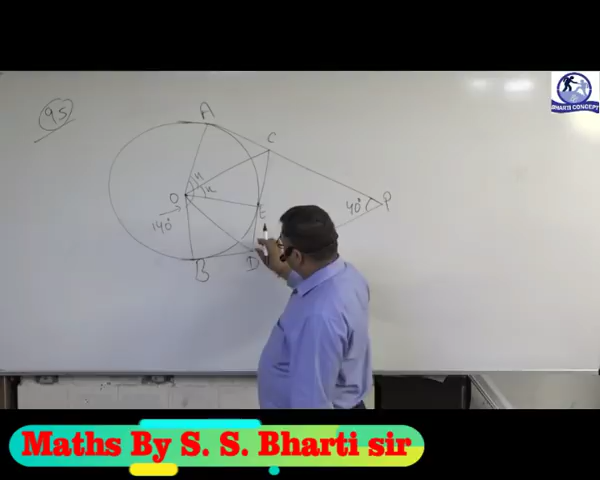 95
A
BHARTI CONCEPT
C
x
x
O
P
40°
E
140°
B
D
Maths By S. S. Bharti sir